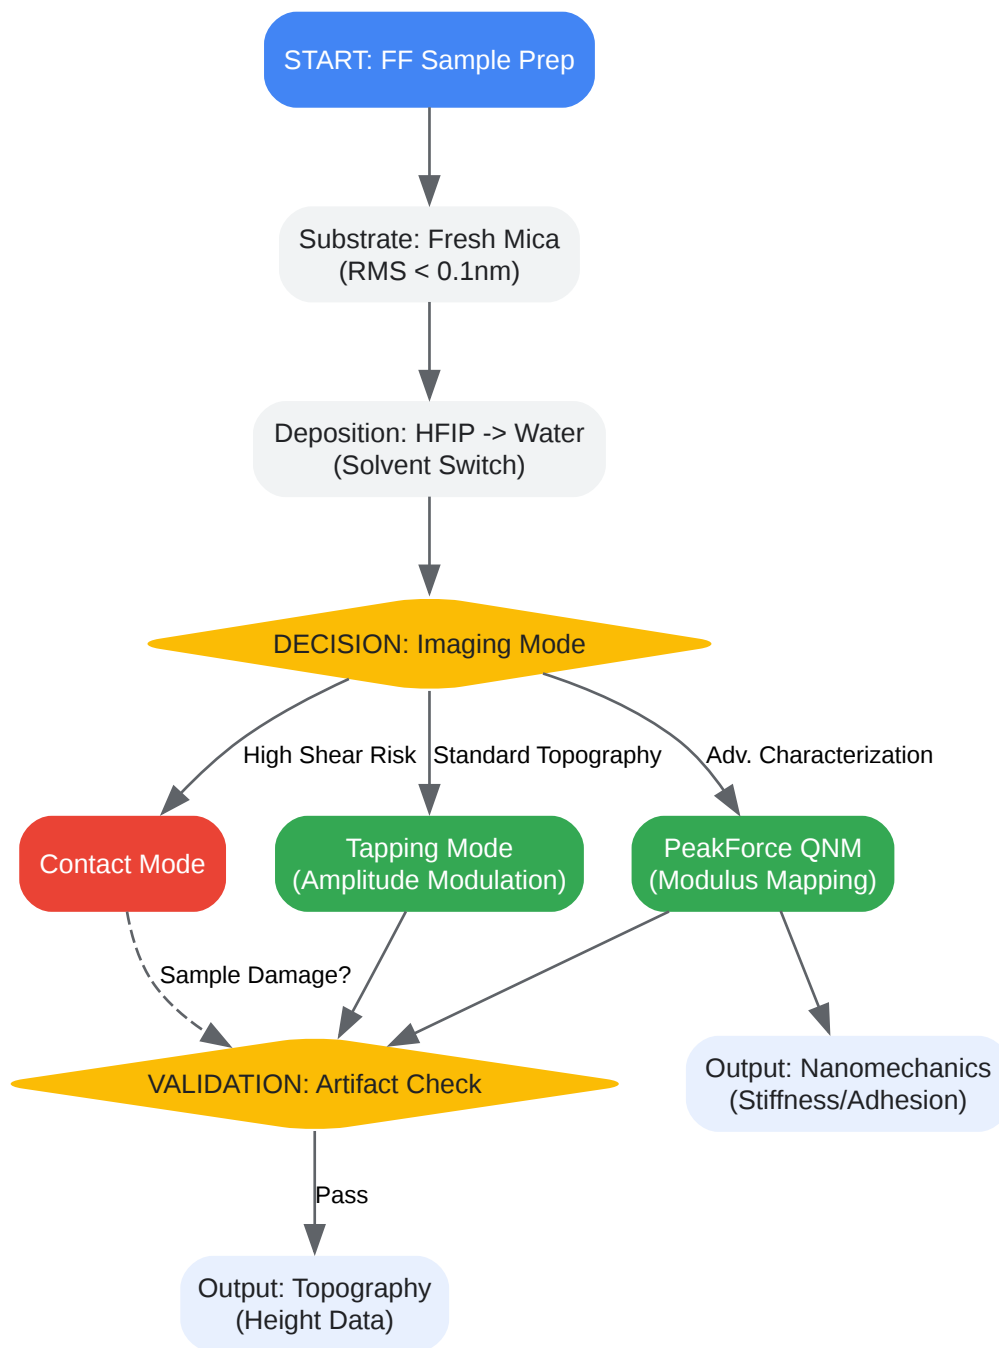 START: FF Sample Prep
Substrate: Fresh Mica
(RMS < 0.1nm)
Deposition: HFIP -> Water
(Solvent Switch)
DECISION: Imaging Mode
High Shear Risk
Standard Topography
Adv. Characterization
Contact Mode
Tapping Mode
(Amplitude Modulation)
PeakForce QNM
(Modulus Mapping)
Sample Damage?
VALIDATION: Artifact Check
Output: Nanomechanics
(Stiffness/Adhesion)
Pass
Output: Topography
(Height Data)